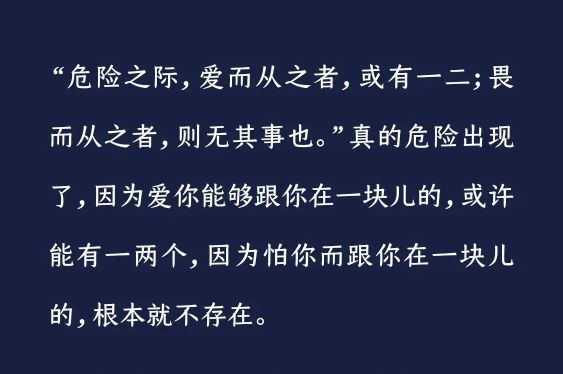 “危险之际,爱而从之者,或有一二;畏
而从之者,则无其事也。”真的危险出现
了,因为爱你能够跟你在一块儿的,或许
能有一两个,因为怕你而跟你在一块儿
的,根本就不存在。